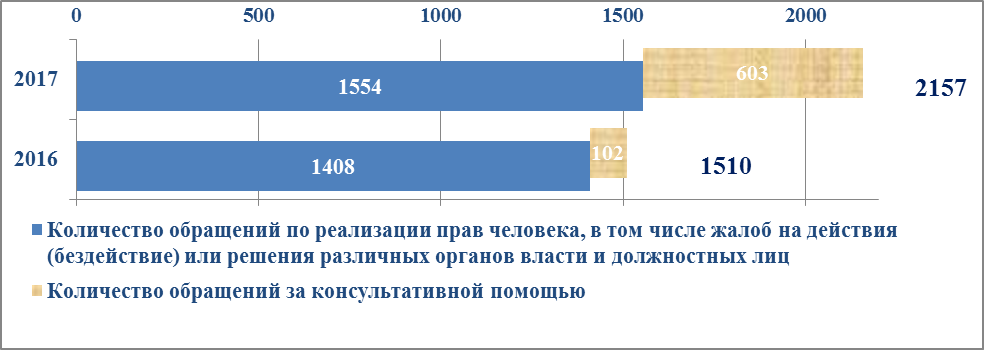 0 500 1000 1500 2000
2017 1554 603 2157
2016 1408 102 1510
Количество обращений по реализации прав человека, в том числе жалоб на действия
(бездействие) или решения различных органов власти и должностных лиц
Количество обращений за консультативной помощью